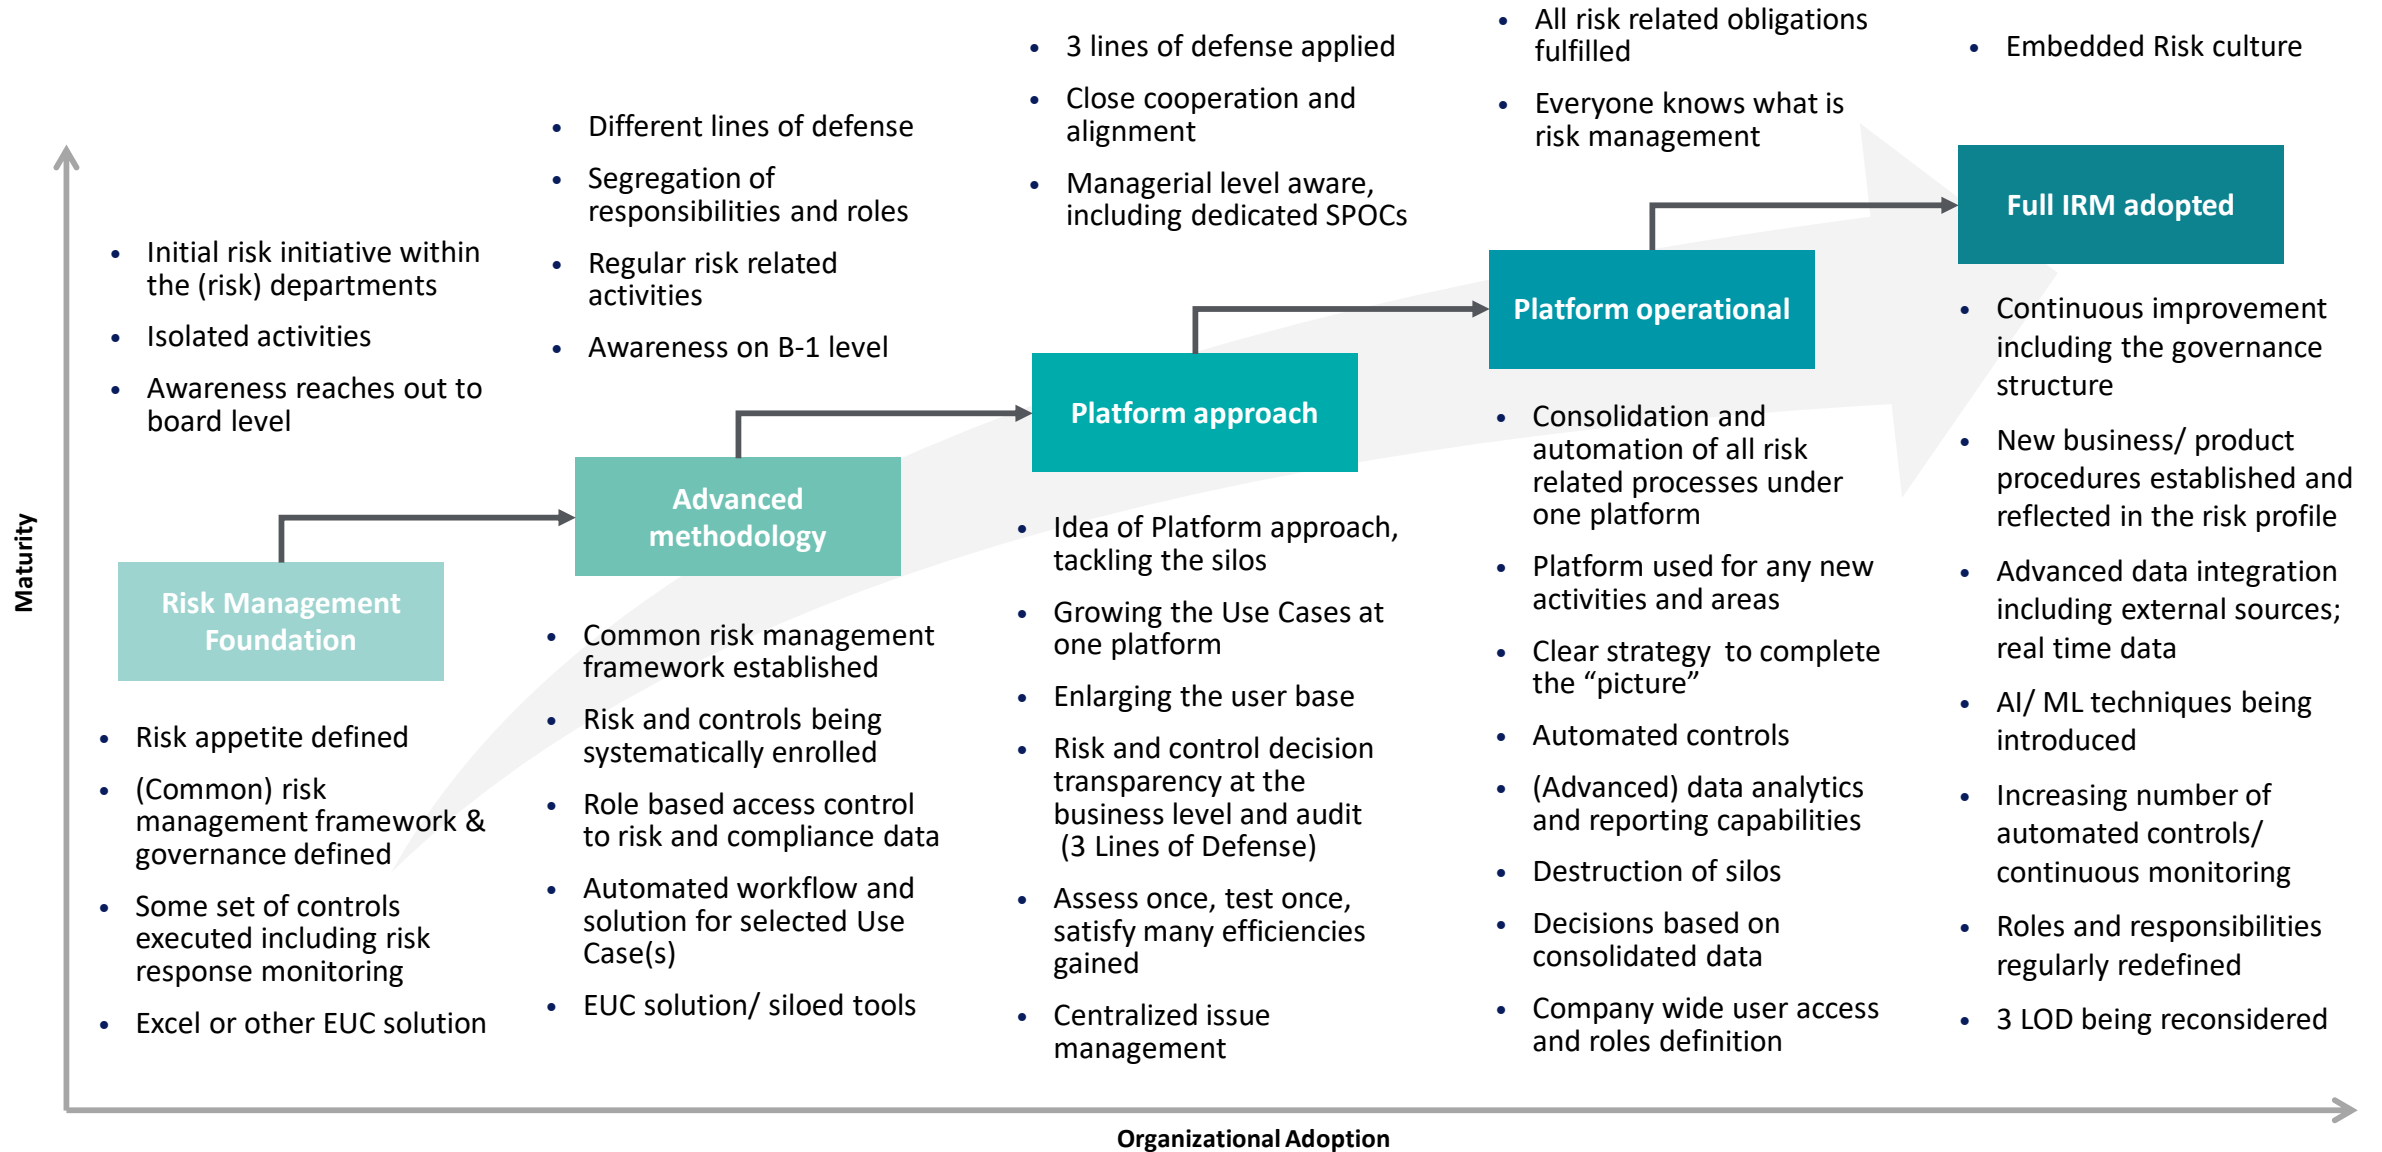 Maturity
• Initial risk initiative within
the (risk) departments
• Isolated activities
• Awareness reaches out to
board level
Risk Management
Foundation
• Risk appetite defined
• (Common) risk
management framework &
governance defined
• Some set of controls
executed including risk
response monitoring
• Excel or other EUC solution
• Different lines of defense
• Segregation of
responsibilities and roles
• Regular risk related
activities
• Awareness on B-1 level
Advanced
methodology
• Common risk management
framework established
• Risk and controls being
systematically enrolled
• Role based access control
to risk and compliance data
• Automated workflow and
solution for selected Use
Case(s)
• EUC solution/ siloed tools
• 3 lines of defense applied
• Close cooperation and
alignment
• Managerial level aware,
including dedicated SPOCs
Platform approach
• Idea of Platform approach,
tackling the silos
• Growing the Use Cases at
one platform
• Enlarging the user base
• Risk and control decision
transparency at the
business level and audit
(3 Lines of Defense)
• Assess once, test once,
satisfy many efficiencies
gained
• Centralized issue
management
• All risk related obligations
fulfilled
• Everyone knows what is
risk management
Platform operational
• Consolidation and
automation of all risk
related processes under
one platform
• Platform used for any new
activities and areas
• Clear strategy to complete
the “picture”
• Automated controls
• (Advanced) data analytics
and reporting capabilities
• Destruction of silos
• Decisions based on
consolidated data
• Company wide user access
and roles definition
• Embedded Risk culture
Full IRM adopted
• Continuous improvement
including the governance
structure
• New business/ product
procedures established and
reflected in the risk profile
• Advanced data integration
including external sources;
real time data
• AI/ ML techniques being
introduced
• Increasing number of
automated controls/
continuous monitoring
• Roles and responsibilities
regularly redefined
• 3 LOD being reconsidered
Organizational Adoption